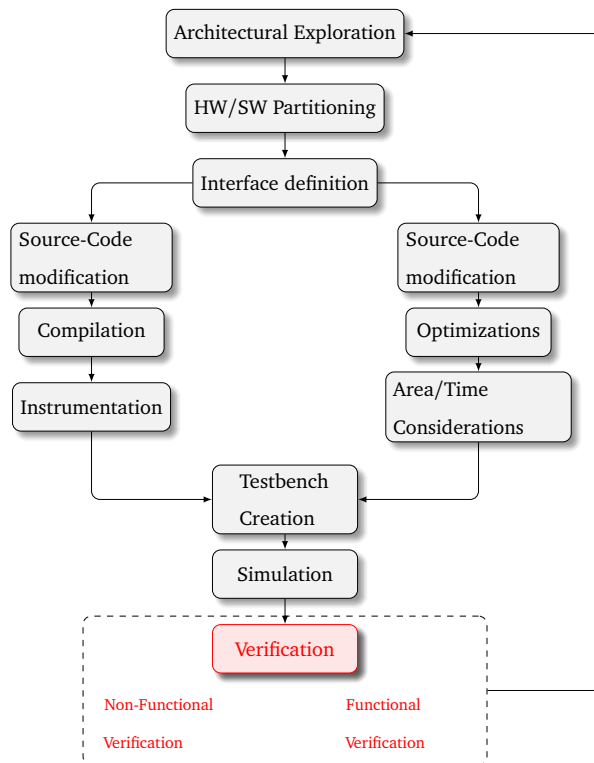 Architectural Exploration
HW/SW Partitioning
Interface definition
Source-Code
modification
Source-Code
modification
Compilation
Optimizations
Instrumentation
Area/Time
Considerations
Testbench
Creation
Simulation
Verification
Non-Functional
Verification
Functional
Verification